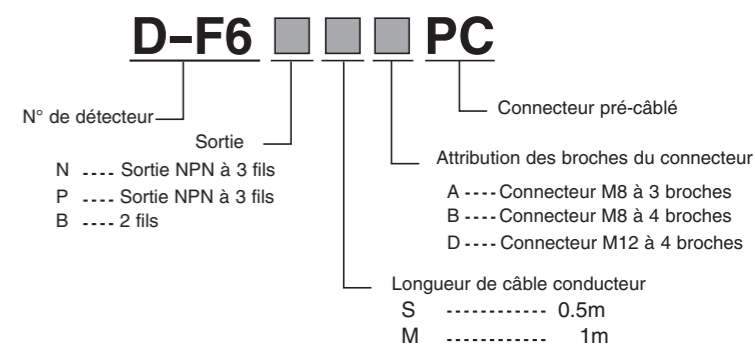 D-F6 ■ ■ ■ PC
N° de détecteur
Connecteur pré-câblé
Sortie
N ---- Sortie NPN à 3 fils
P ---- Sortie NPN à 3 fils
B ---- 2 fils
Attribution des broches du connecteur
A ---- Connecteur M8 à 3 broches
B ---- Connecteur M8 à 4 broches
D ---- Connecteur M12 à 4 broches
Longueur de câble conducteur
S ------------ 0.5m
M ------------ 1m